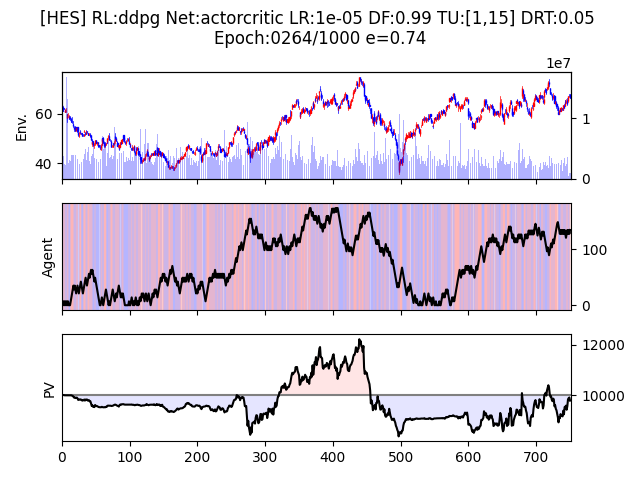 [HES] RL:ddpg Net:actorcritic LR:1e-05 DF:0.99 TU:[1,15] DRT:0.05
Epoch:0264/1000 e=0.74
1e7
Env.
60
40
1
0
Agent
100
0
PV
12000
10000
0 100 200 300 400 500 600 700